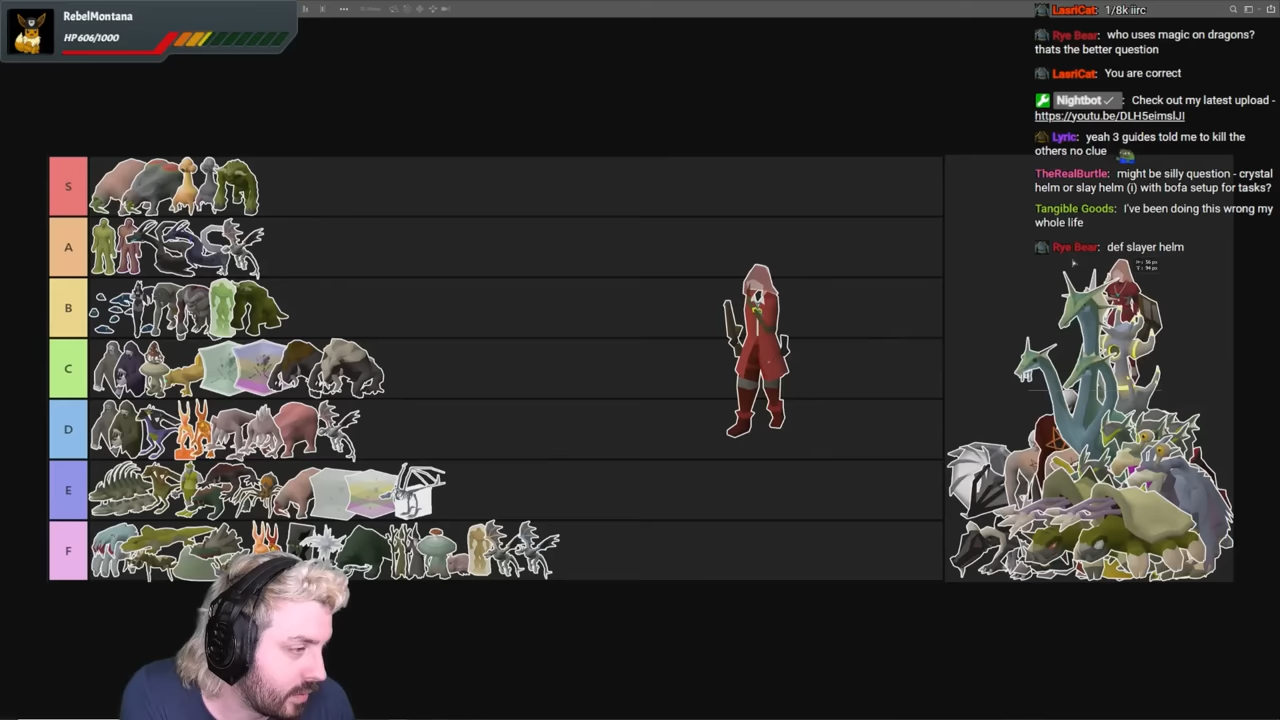 RebelMontana
HP 606/1000
LasriCat: 1/8k iirc
Rye Bear: who uses magic on dragons?
thats the better question
LasriCat: You are correct
Nightbot ✓ : Check out my latest upload -
https://youtu.be/DLH5eimslJI
Lyric: yeah 3 guides told me to kill the
others no clue
TheRealBurtle: might be silly question - crystal
helm or slay helm (i) with bofa setup for tasks?
Tangible Goods: I've been doing this wrong my
whole life
Rye Bear: def slayer helm
S
A
B
C
D
E
F